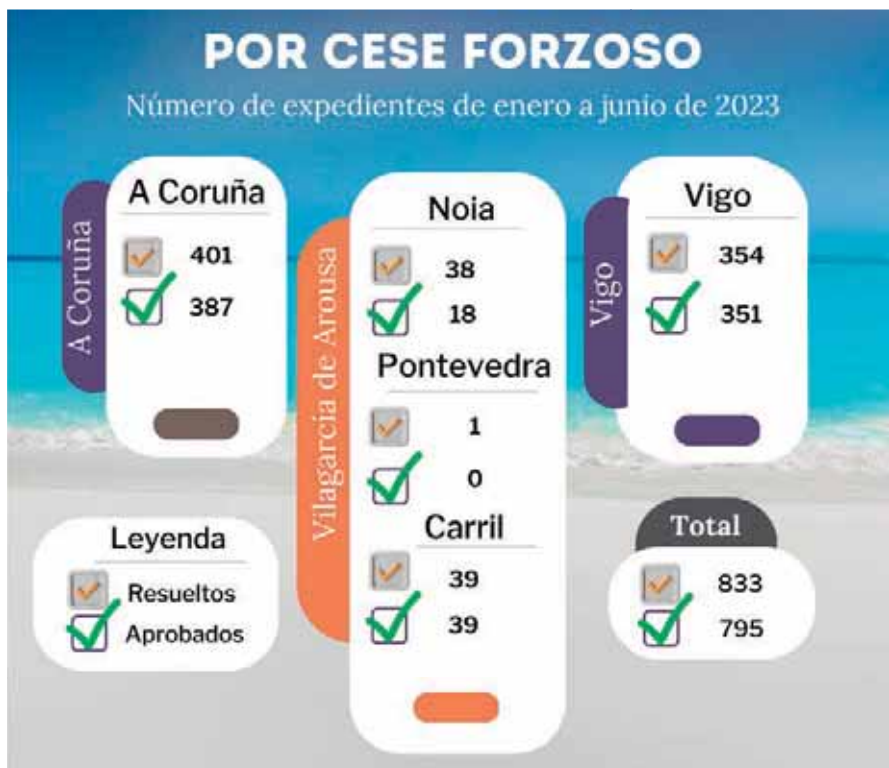 POR CESE FORZOSO
Número de expedientes de enero a junio de 2023
A Coruña
A Coruña
401
387
Vilagarcía de Arousa
Noia
38
18
Pontevedra
1
0
Carril
39
39
Vigo
Vigo
354
351
Leyenda
Resueltos
Aprobados
Total
833
795